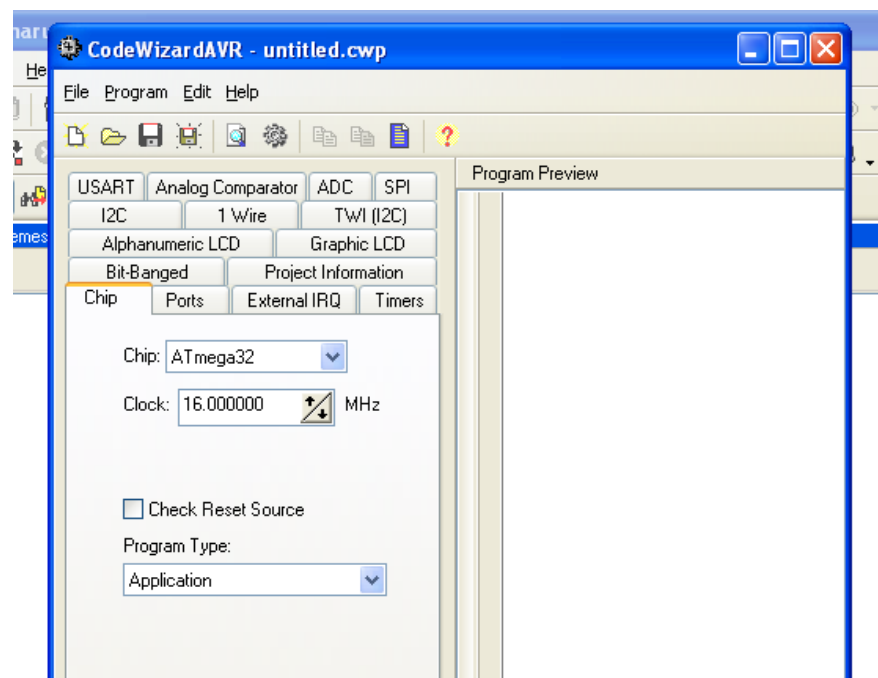 CodeWizardAVR - untitled.cwp
He
File Program Edit Help
?
Program Preview
USART Analog Comparator ADC SPI
I2C 1 Wire TWI (I2C)
emes
Alphanumeric LCD Graphic LCD
Bit-Banged Project Information
Chip Ports External IRQ Timers
Chip: ATmega32
Clock: 16.000000 MHz
Check Reset Source
Program Type:
Application